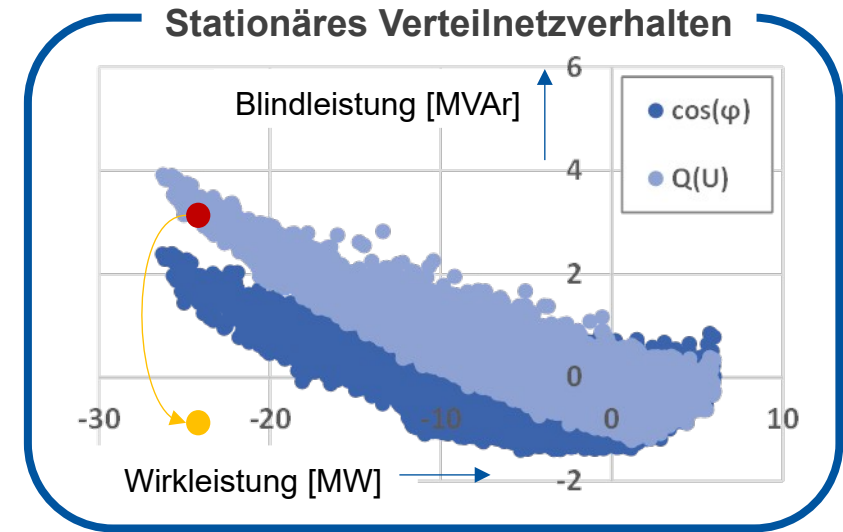 Stationäres Verteilnetzverhalten
6
Blindleistung [MVAr]
cos(φ)
4
Q(U)
2
0
-30 -20 -10 0 10
Wirkleistung [MW]
-2